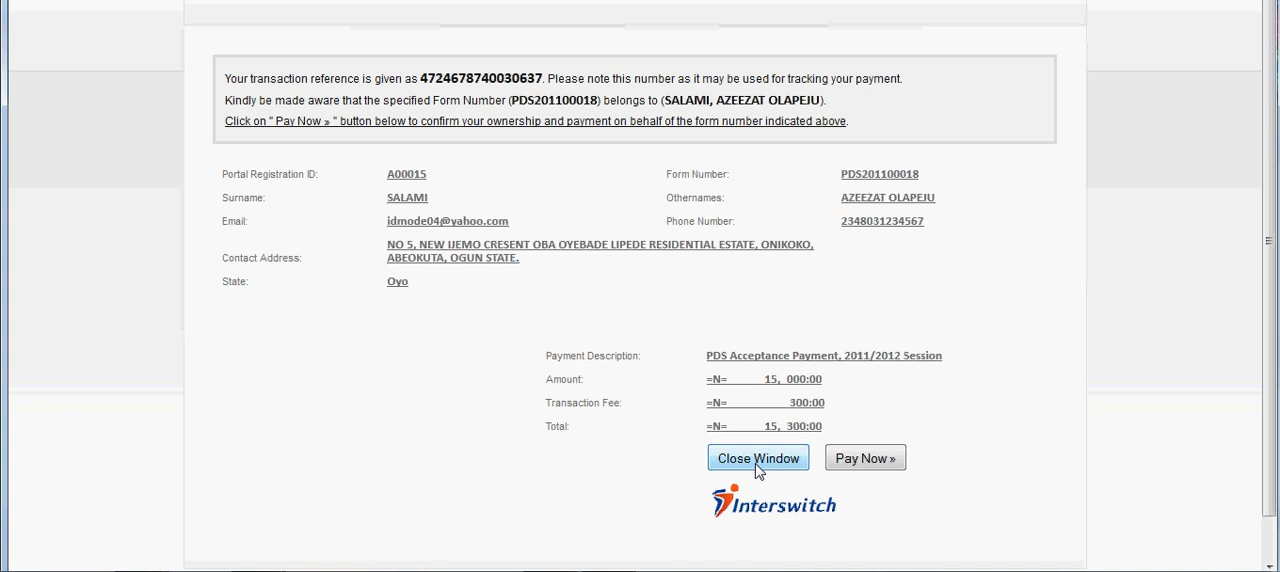 Your transaction reference is given as 4724678740030637. Please note this number as it may be used for tracking your payment.
Kindly be made aware that the specified Form Number (PDS201100018) belongs to (SALAMI, AZEEZAT OLAPEJU).
Click on " Pay Now » " button below to confirm your ownership and payment on behalf of the form number indicated above.
Portal Registration ID: A00015 Form Number: PDS201100018
Surname: SALAMI Othernames: AZEEZAT OLAPEJU
Email: idmode04@yahoo.com Phone Number: 2348031234567
Contact Address: NO 5, NEW IJEMO CRESENT OBA OYEBADE LIPEDE RESIDENTIAL ESTATE, ONIKOKO,
ABEOKUTA, OGUN STATE.
State: Oyo
Payment Description: PDS Acceptance Payment, 2011/2012 Session
Amount: =N= 15, 000:00
Transaction Fee: =N= 300:00
Total: =N= 15, 300:00
Close Window Pay Now »
Interswitch